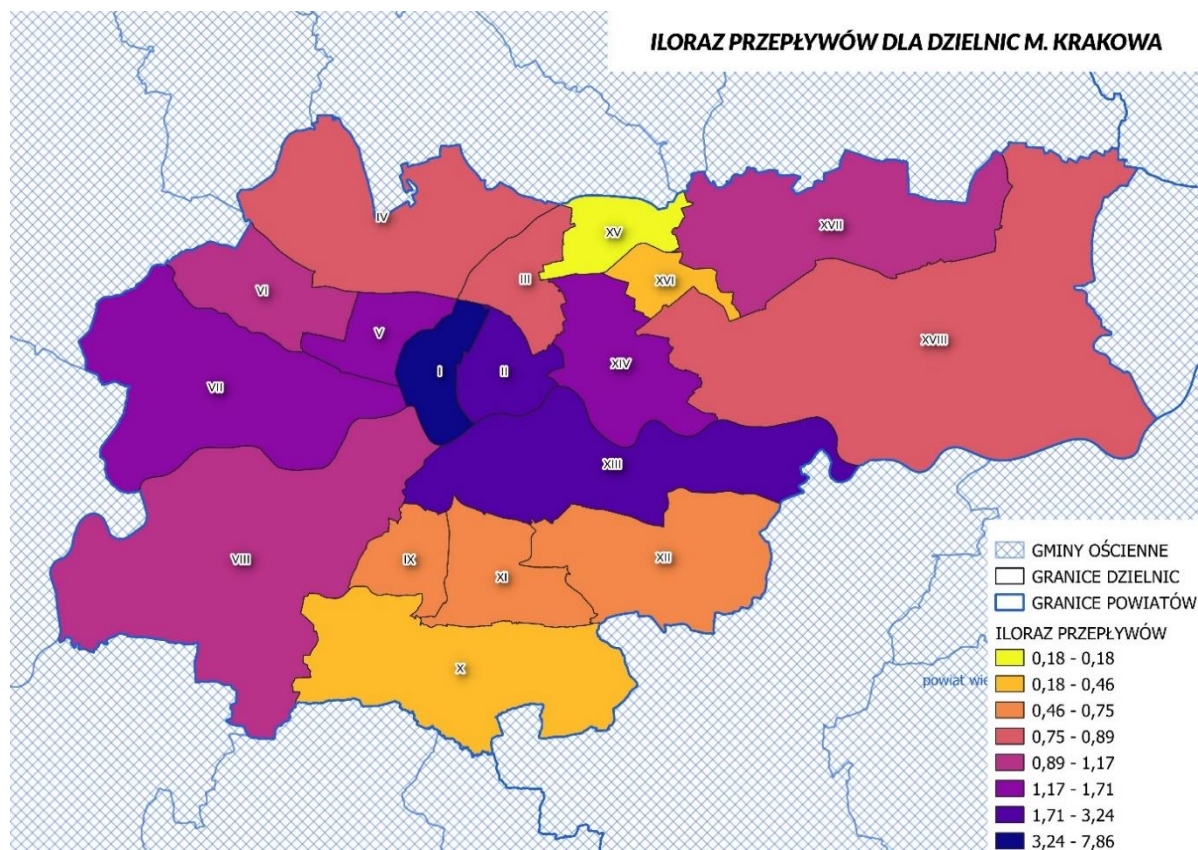 ILORAZ PRZEPŁYWÓW DLA DZIELNIC M. KRAKOWA
IV
XV
XVII
III
XVI
VI
V
XVIII
I
II
XIV
VII
XIII
VIII
IX
XI
XII
X
GMINY OŚCIENNE
GRANICE DZIELNIC
GRANICE POWIATÓW
ILORAZ PRZEPŁYWÓW
0,18 - 0,18
powiat wie
0,18 - 0,46
0,46 - 0,75
0,75 - 0,89
0,89 - 1,17
1,17 - 1,71
1,71 - 3,24
3,24 - 7,86